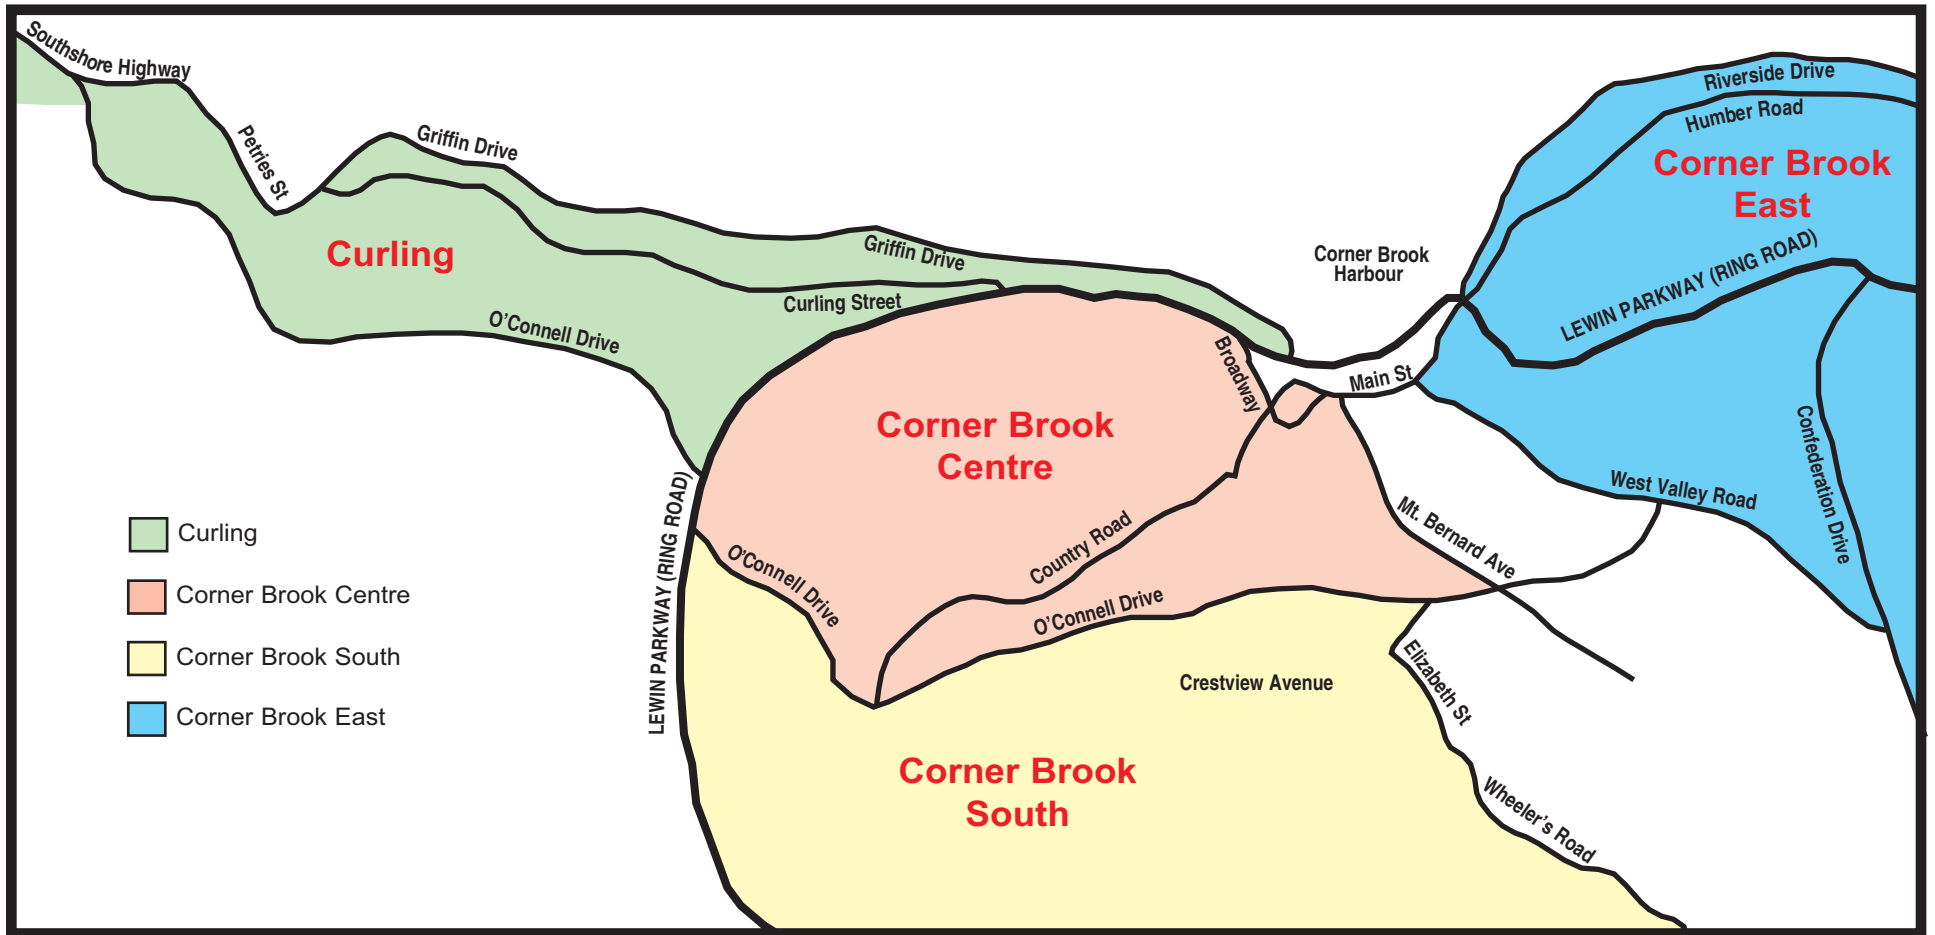 Southshore Highway
Petries St
Griffin Drive
Griffin Drive
Curling
Curling Street
O'Connell Drive
Corner Brook
Harbour
Riverside Drive
Humber Road
Corner Brook
East
LEWIN PARKWAY (RING ROAD)
Broadway
Main St
Corner Brook
Centre
Confederation Drive
West Valley Road
Mt. Bernard Ave
Country Road
O'Connell Drive
O'Connell Drive
LEWIN PARKWAY (RING ROAD)
Elizabeth St
Crestview Avenue
Corner Brook
South
Wheeler's Road
Curling
Corner Brook Centre
Corner Brook South
Corner Brook East